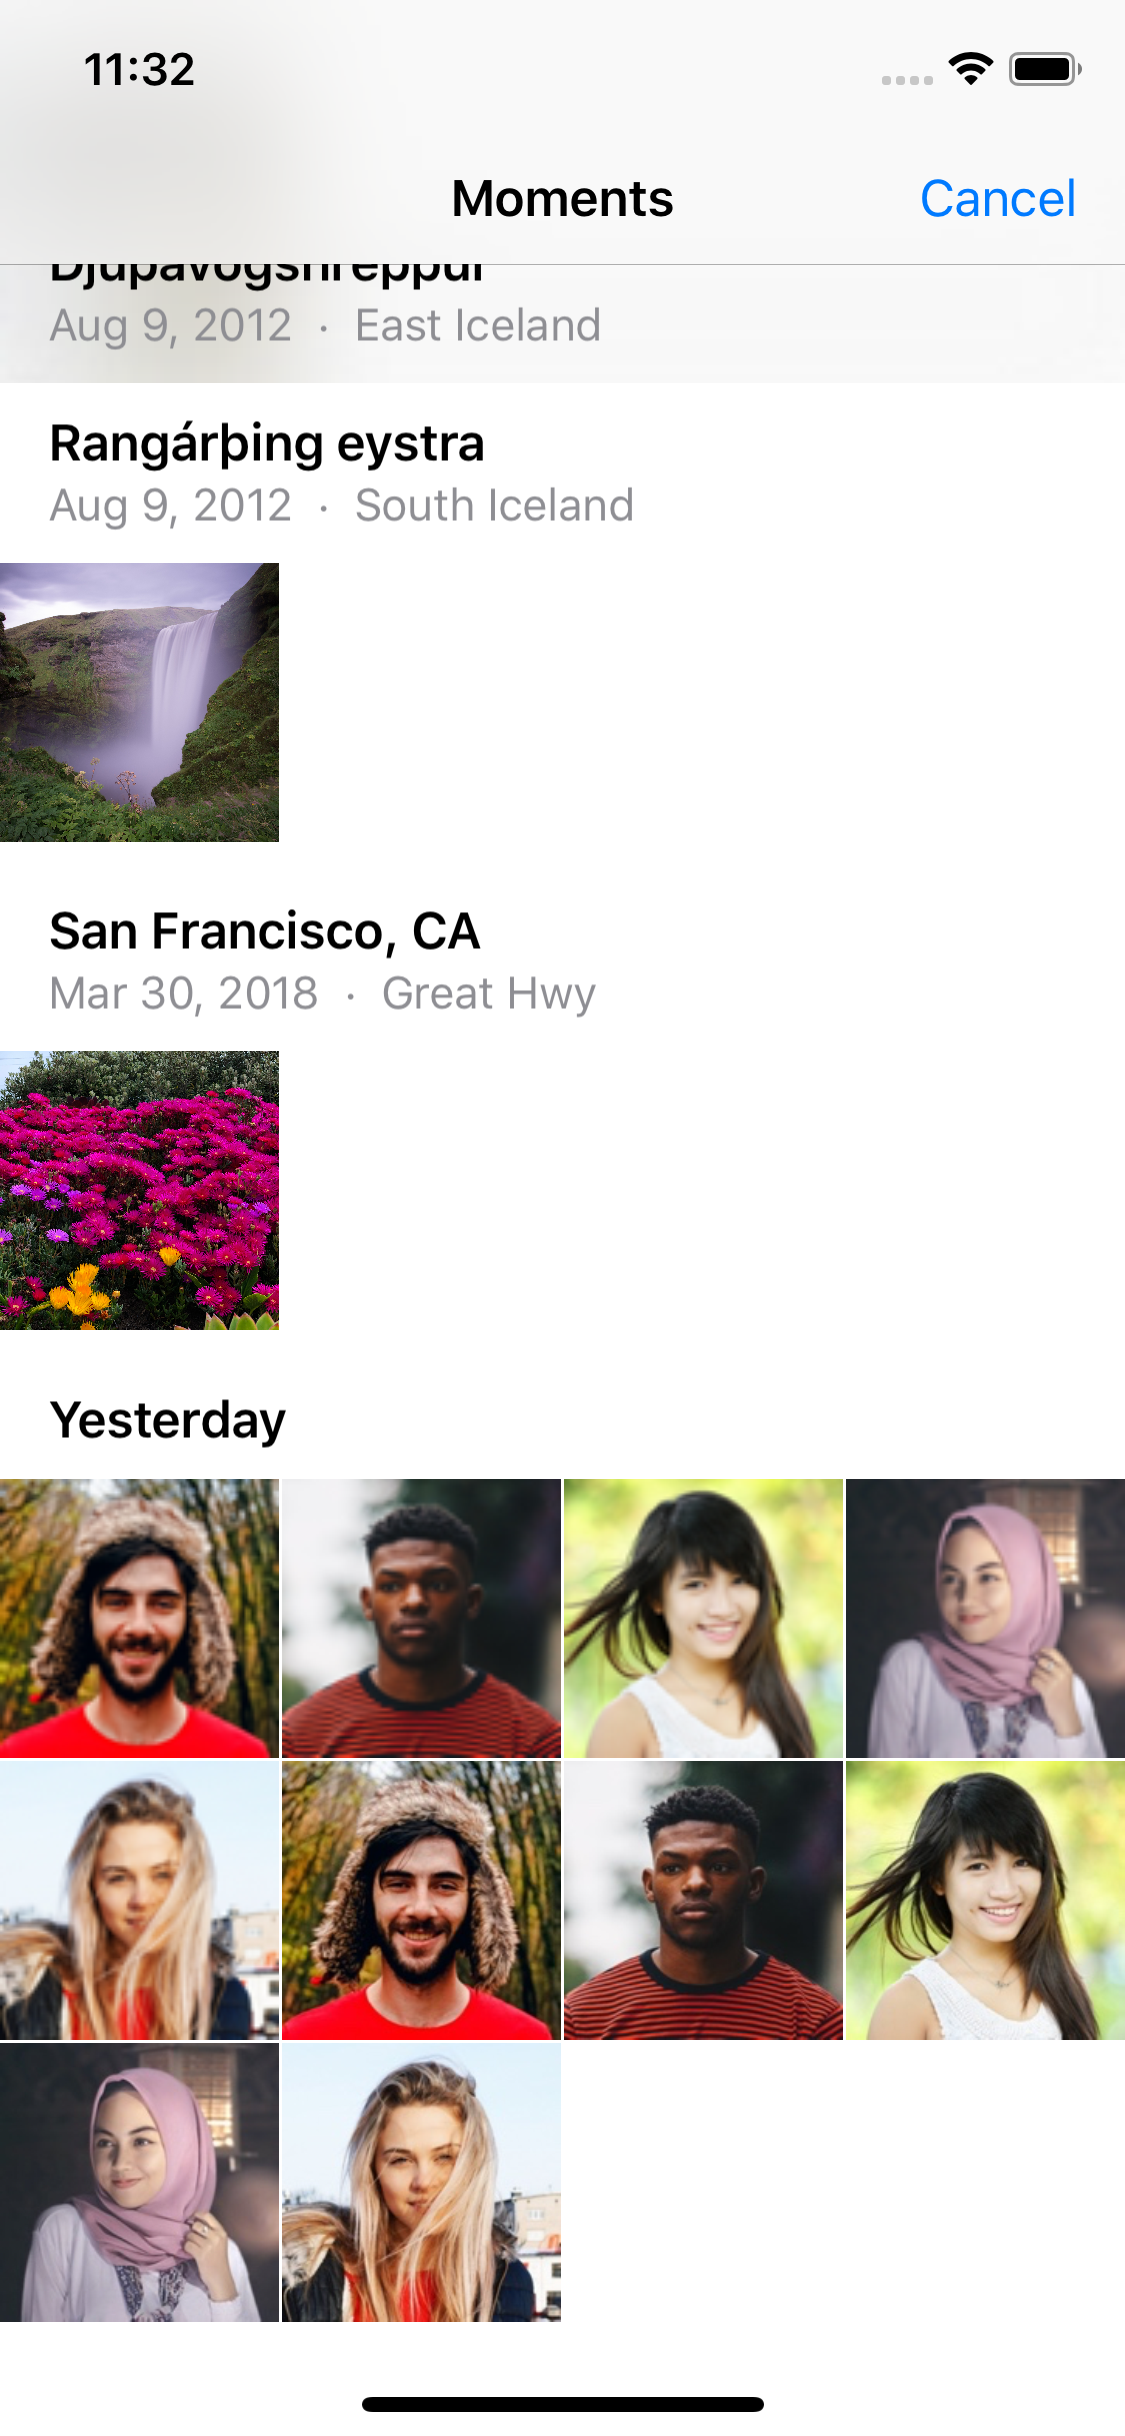 11:32
Moments
Cancel
Djúpavogshreppur
Aug 9, 2012 · East Iceland
Rangárþing eystra
Aug 9, 2012 · South Iceland
San Francisco, CA
Mar 30, 2018 · Great Hwy
Yesterday